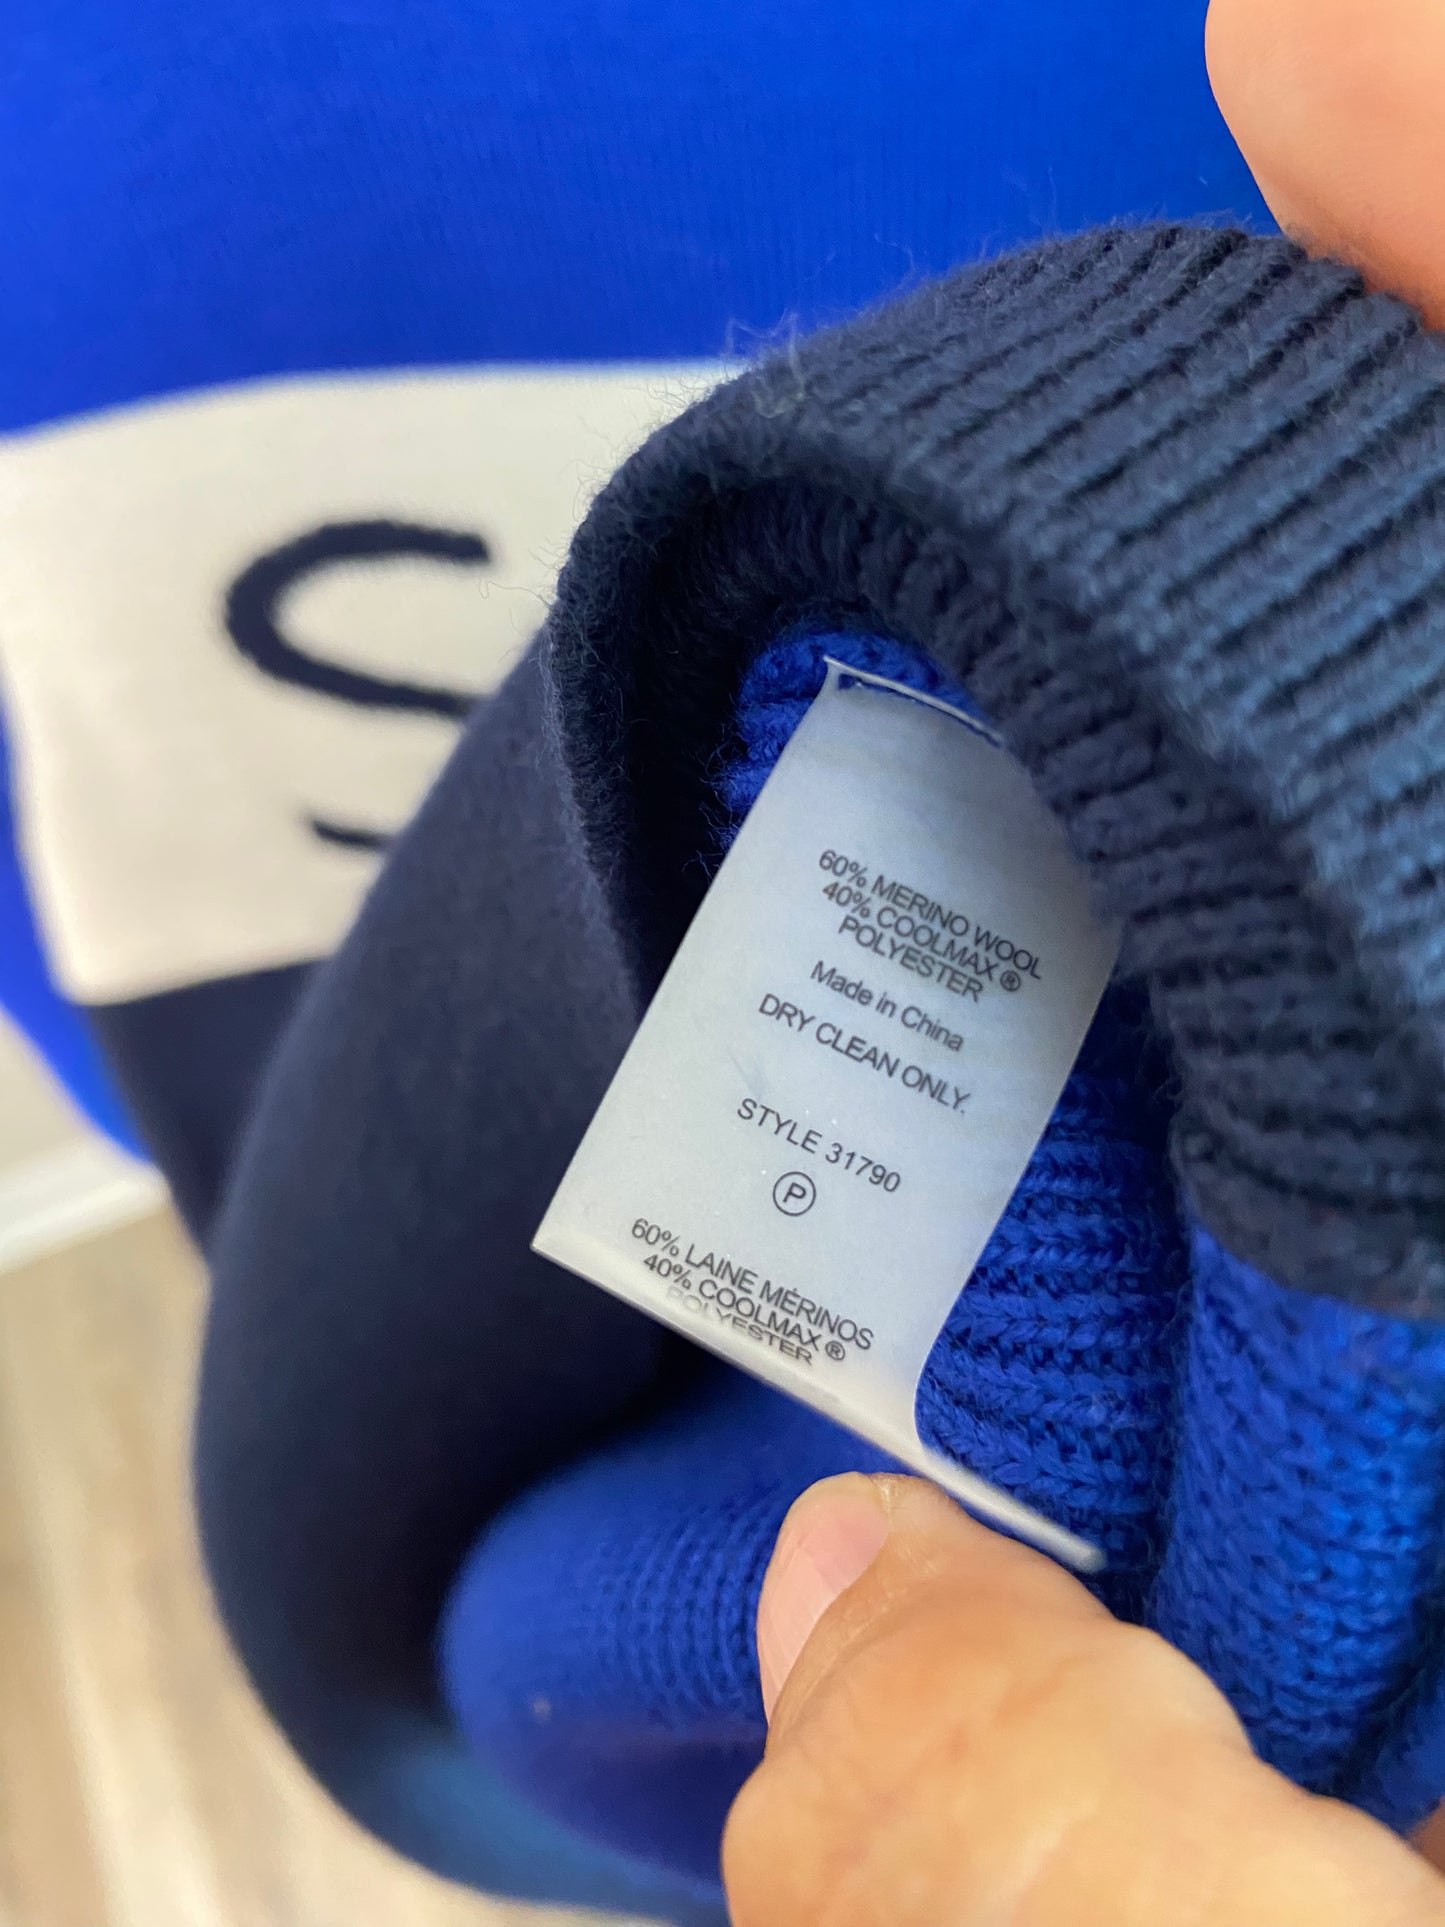 S
60% MERINO WOOL
40% COOLMAX ®
POLYESTER
Made in China
DRY CLEAN ONLY.
STYLE 31790
P
60% LAINE MÉRINOS
40% COOLMAX ®
POLYESTER